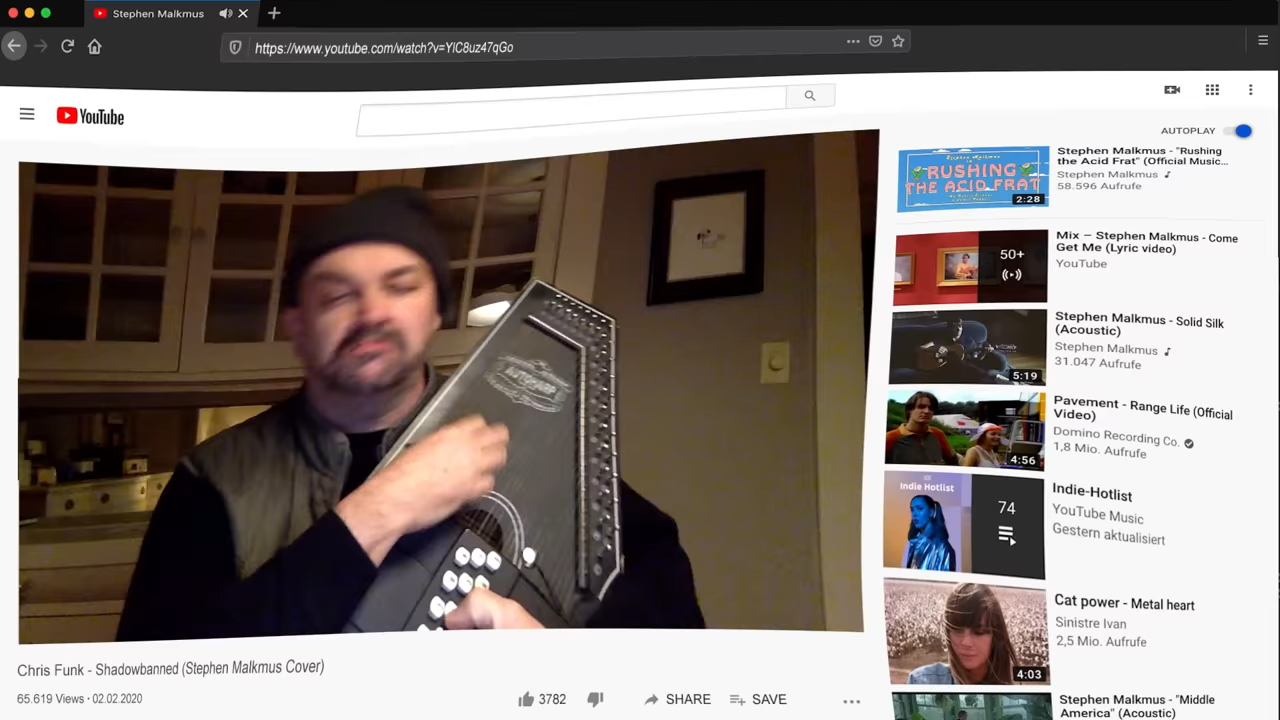 Stephen Malkmus
https://www.youtube.com/watch?v=YlC8uz47qGo
YouTube
AUTOPLAY
AUTOHARP
Chris Funk - Shadowbanned (Stephen Malkmus Cover)
65.619 Views • 02.02.2020
3782
SHARE
SAVE
Stephen Malkmus
in
RUSHING
THE ACID FRAT
2:28
Stephen Malkmus - "Rushing
the Acid Frat" (Official Music...
Stephen Malkmus
58.596 Aufrufe
50+
Mix – Stephen Malkmus - Come
Get Me (Lyric video)
YouTube
5:19
Stephen Malkmus - Solid Silk
(Acoustic)
Stephen Malkmus
31.047 Aufrufe
4:56
Pavement - Range Life (Official
Video)
Domino Recording Co.
1,8 Mio. Aufrufe
Indie Hotlist
74
Indie-Hotlist
YouTube Music
Gestern aktualisiert
4:03
Cat power - Metal heart
Sinistre Ivan
2,5 Mio. Aufrufe
Stephen Malkmus - "Middle
America" (Acoustic)